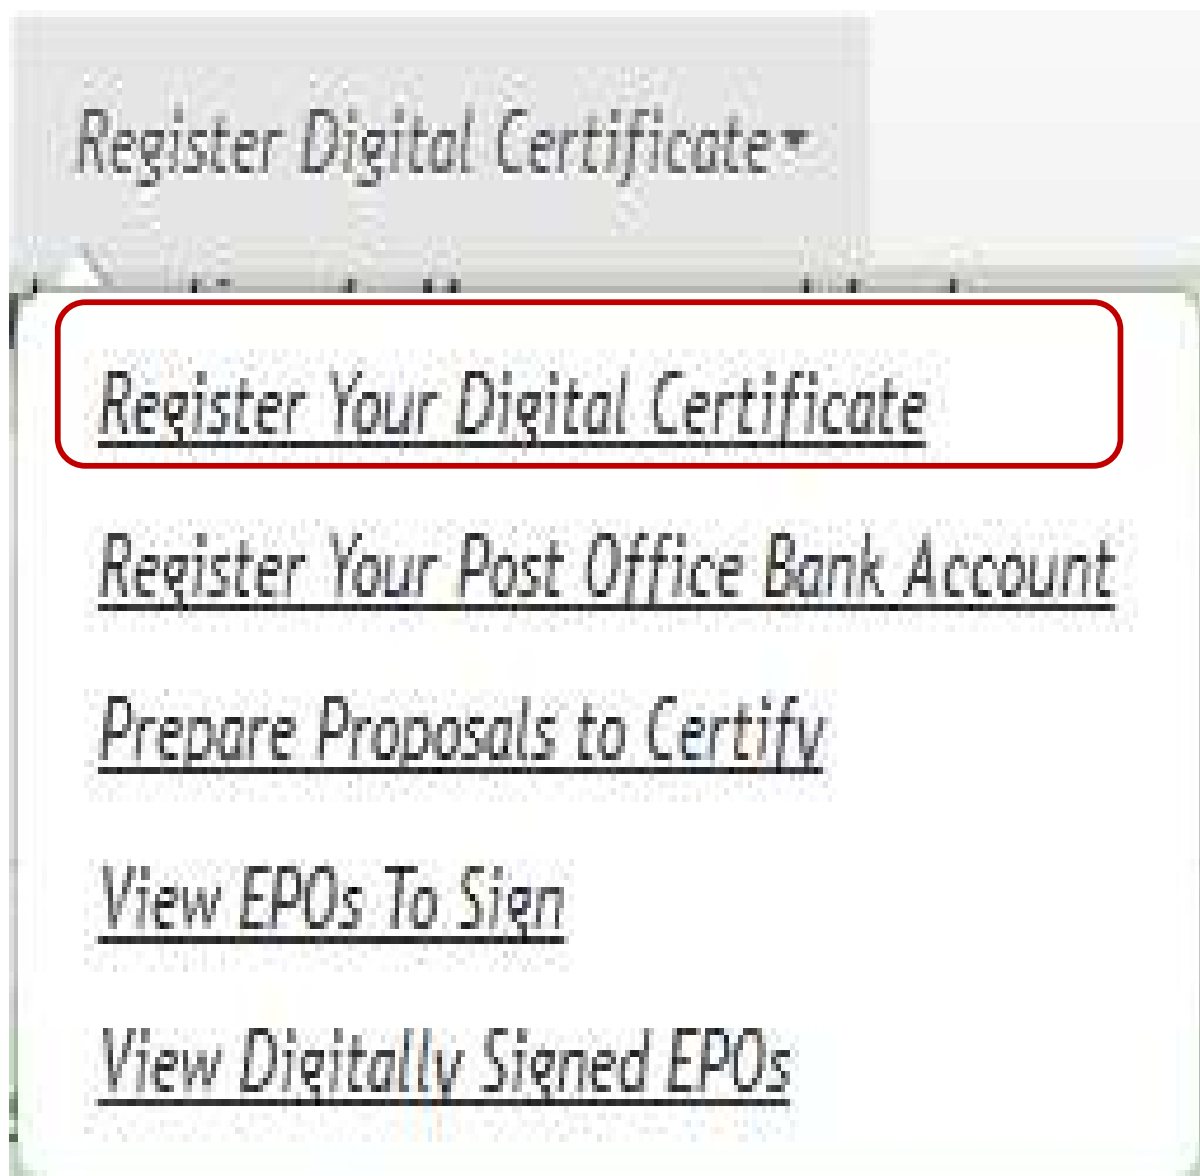 Register Digital Certificate
Register Your Digital Certificate
Register Your Post Office Bank Account
Prepare Proposals to Certify
View EPOs To Sign
View Digitally Signed EPOs